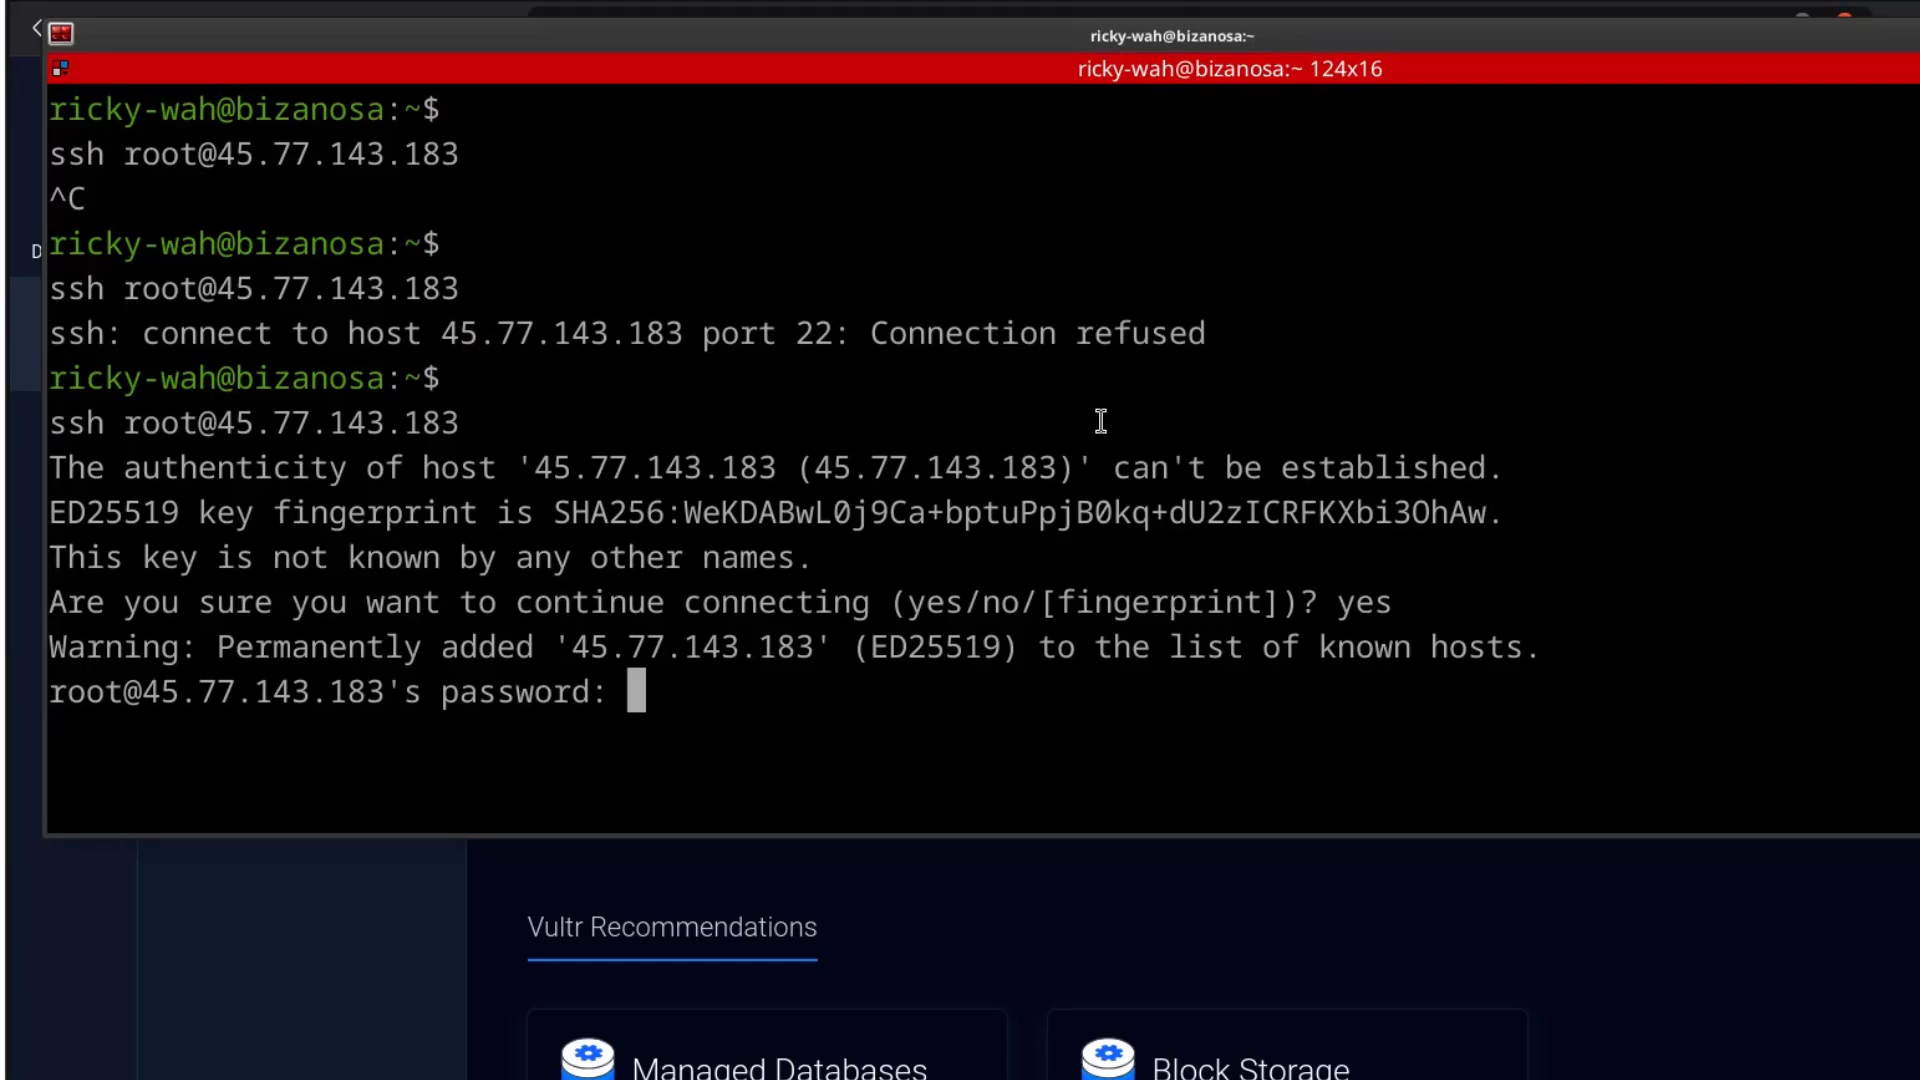 ricky-wah@bizanosa:~
ricky-wah@bizanosa:~ 124x16
ricky-wah@bizanosa:~$
ssh root@45.77.143.183
^C
ricky-wah@bizanosa:~$
ssh root@45.77.143.183
ssh: connect to host 45.77.143.183 port 22: Connection refused
ricky-wah@bizanosa:~$
ssh root@45.77.143.183
The authenticity of host '45.77.143.183 (45.77.143.183)' can't be established.
ED25519 key fingerprint is SHA256:WeKDABwL0j9Ca+bptuPpjB0kq+dU2zICRFKXbi3OhAw.
This key is not known by any other names.
Are you sure you want to continue connecting (yes/no/[fingerprint])? yes
Warning: Permanently added '45.77.143.183' (ED25519) to the list of known hosts.
root@45.77.143.183's password:
D
Vultr Recommendations
Managed Databases
Block Storage